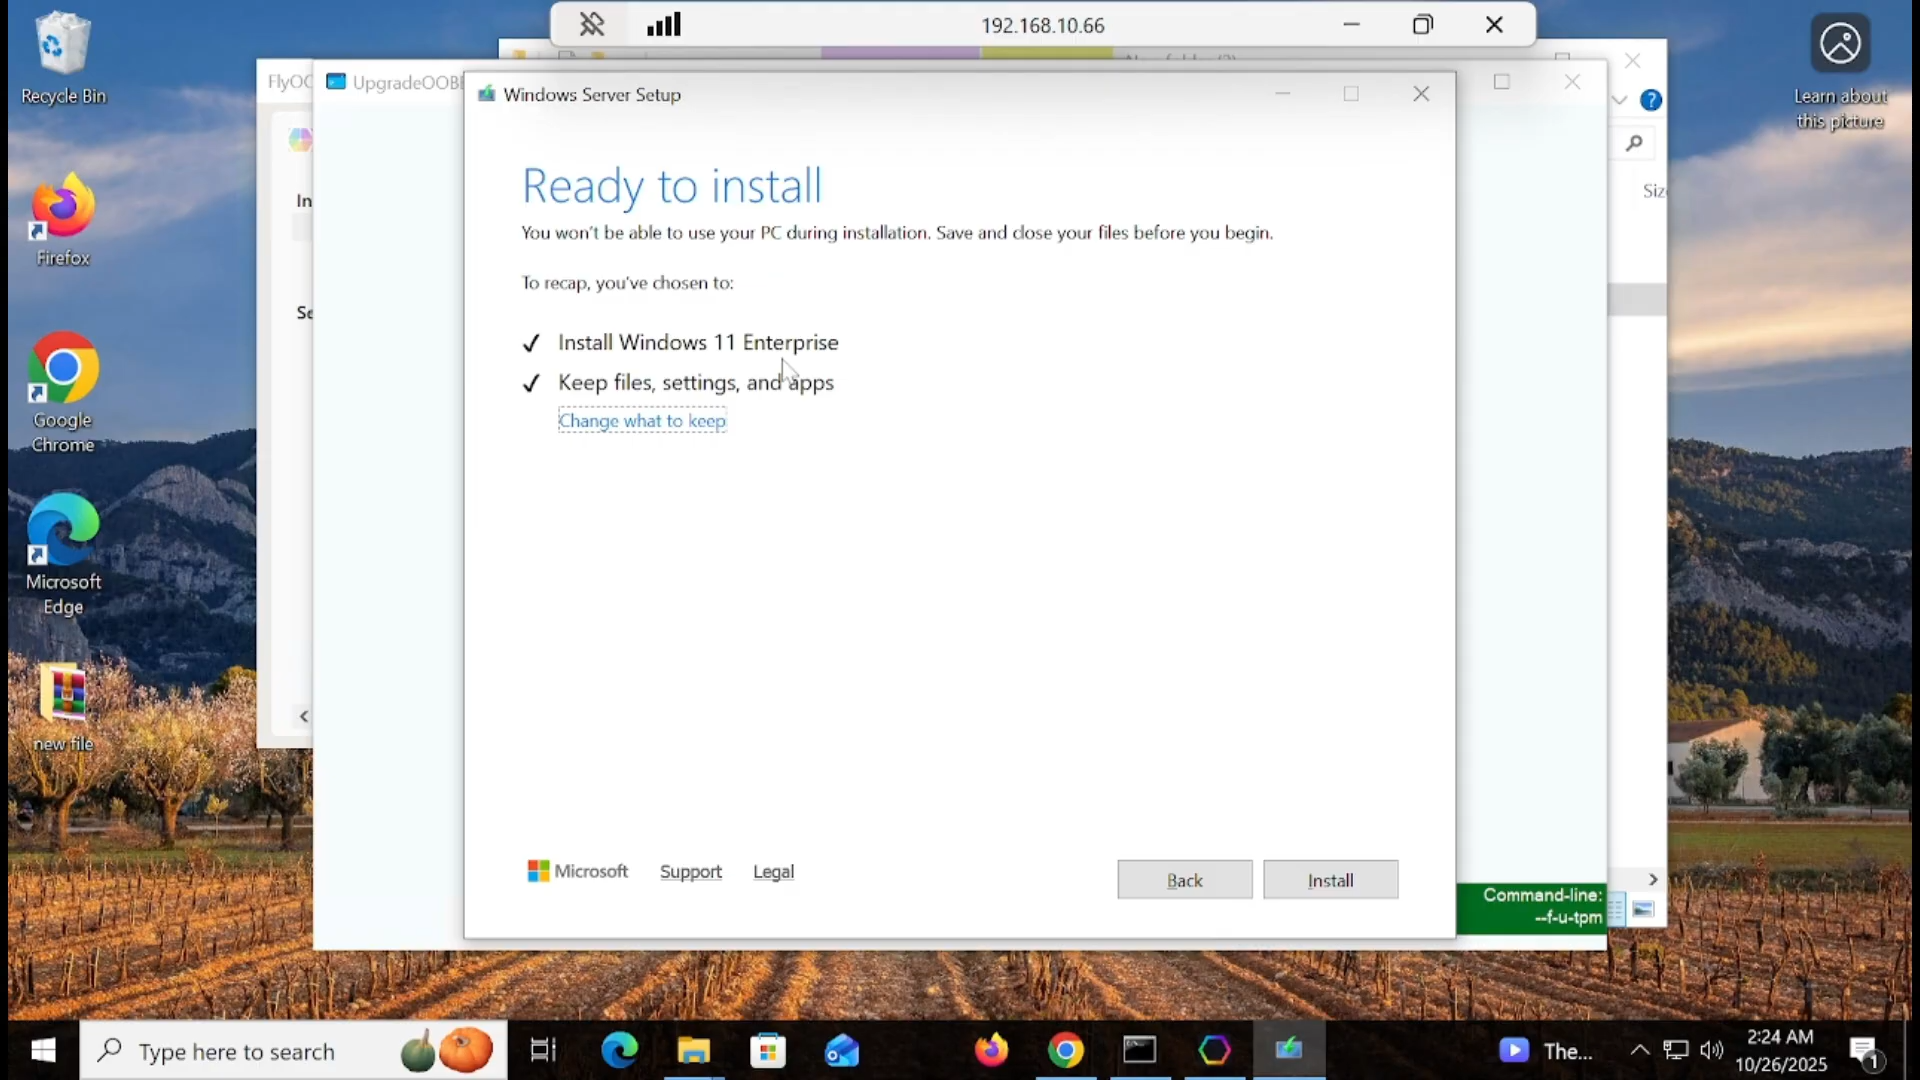 192.168.10.66
Recycle Bin
Learn about
this picture
FlyOO
UpgradeOOB
Windows Server Setup
?
Ready to install
You won't be able to use your PC during installation. Save and close your files before you begin.
To recap, you've chosen to:
Install Windows 11 Enterprise
Keep files, settings, and apps
Change what to keep
In
Se
Siz
Firefox
Google
Chrome
Microsoft
Edge
new file
Microsoft
Support
Legal
Back
Install
Command-line:
--f-u-tpm
Type here to search
The...
2:24 AM
10/26/2025
1